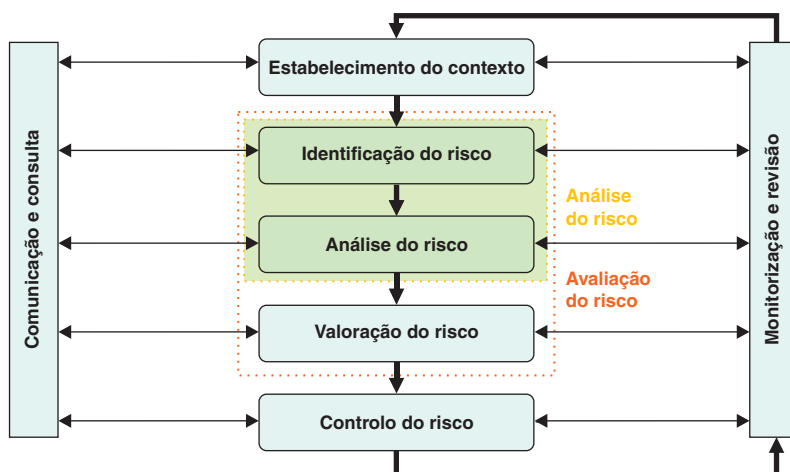 Comunicação e consulta
Estabelecimento do contexto
Identificação do risco
Análise do risco
Valoração do risco
Controlo do risco
Análise
do risco
Avaliação
do risco
Monitorização e revisão